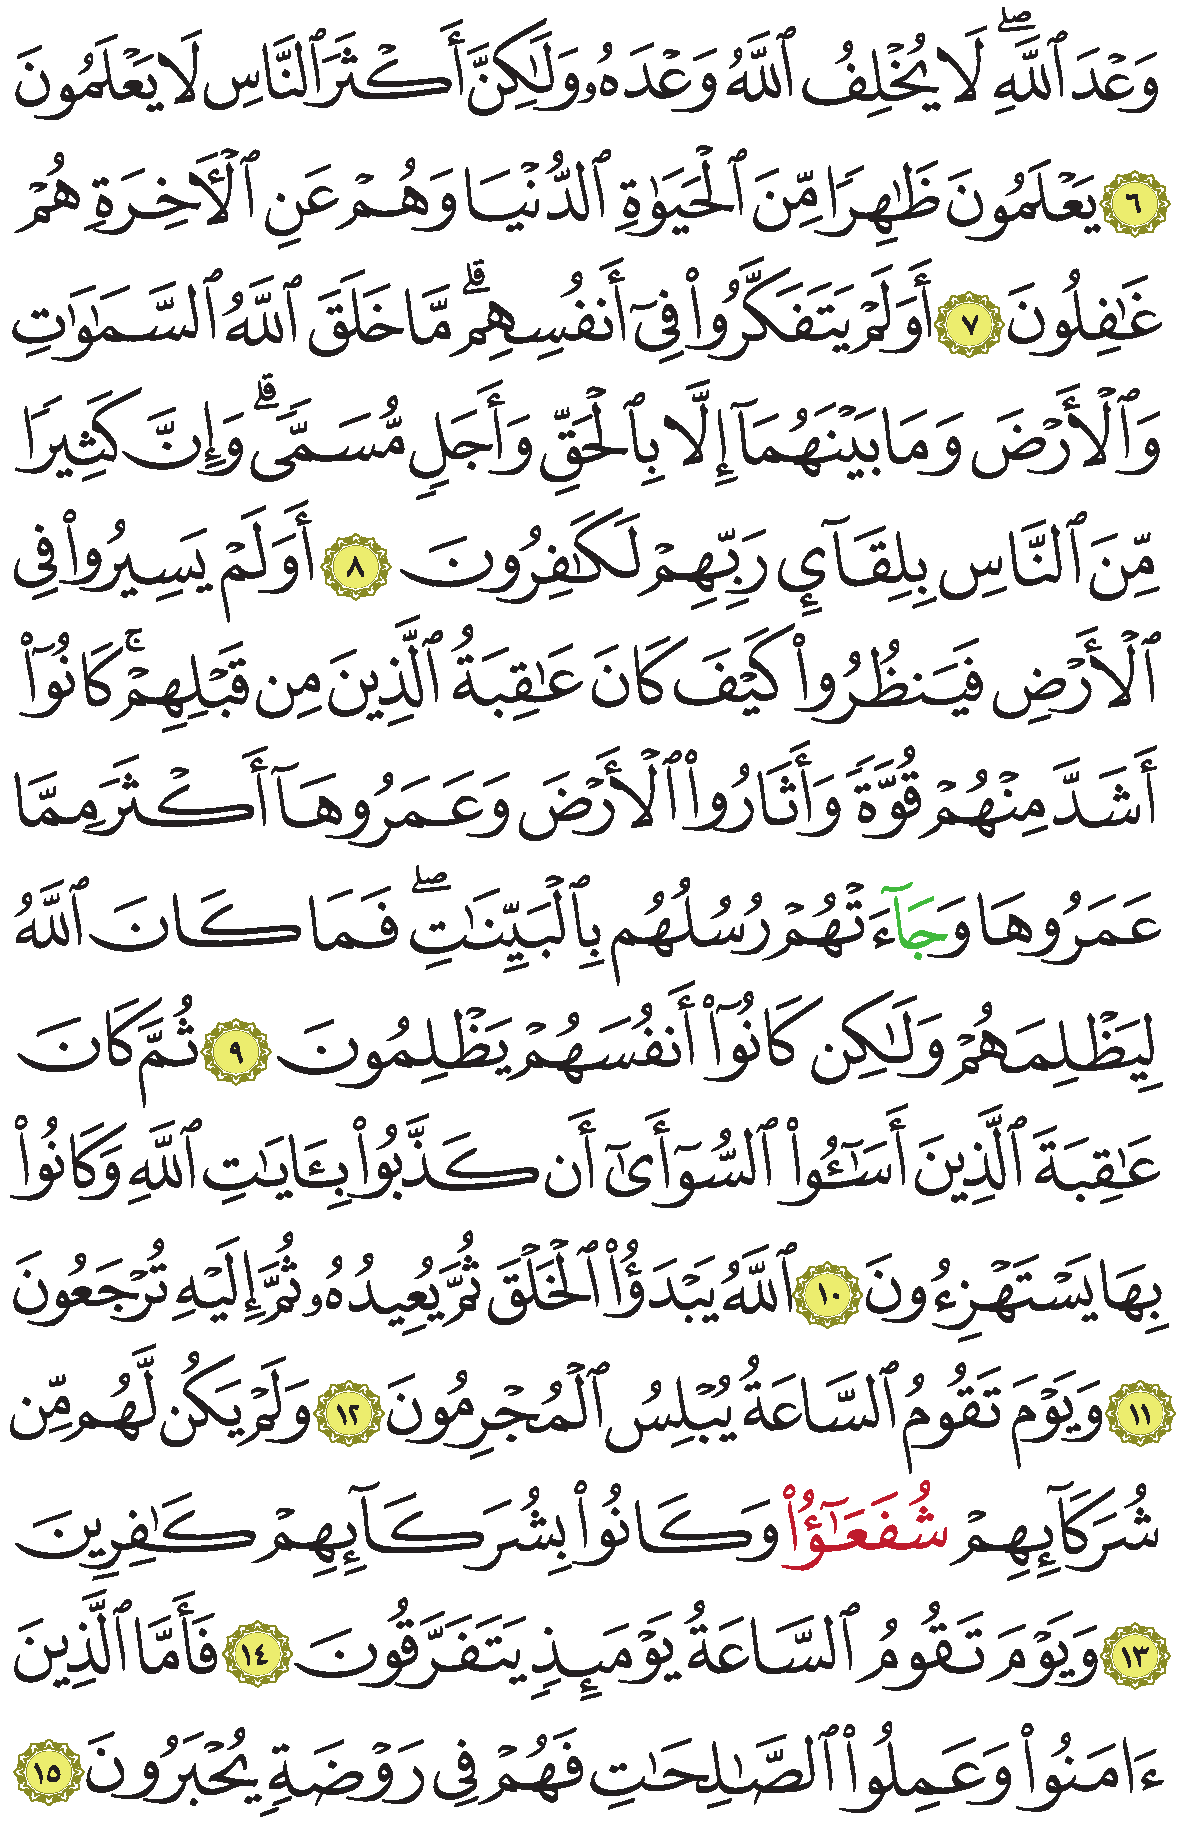 وَعْدَ ٱللَّهِ ۖ لَا يُخْلِفُ ٱللَّهُ وَعْدَهُۥ وَلَٰكِنَّ أَكْثَرَ ٱلنَّاسِ لَا يَعْلَمُونَ
٦ يَعْلَمُونَ ظَٰهِرًا مِّنَ ٱلْحَيَوٰةِ ٱلدُّنْيَا وَهُمْ عَنِ ٱلْأَخِرَةِ هُمْ
غَٰفِلُونَ ٧ أَوَلَمْ يَتَفَكَّرُوا۟ فِىٓ أَنفُسِهِم ۗ مَّا خَلَقَ ٱللَّهُ ٱلسَّمَٰوَٰتِ
وَٱلْأَرْضَ وَمَا بَيْنَهُمَآ إِلَّا بِٱلْحَقِّ وَأَجَلٍ مُّسَمًّى ۗ وَإِنَّ كَثِيرًا
مِّنَ ٱلنَّاسِ بِلِقَآئِ رَبِّهِمْ لَكَٰفِرُونَ ٨ أَوَلَمْ يَسِيرُوا۟ فِى
ٱلْأَرْضِ فَيَنظُرُوا۟ كَيْفَ كَانَ عَٰقِبَةُ ٱلَّذِينَ مِن قَبْلِهِمْ ۚ كَانُوٓا۟
أَشَدَّ مِنْهُمْ قُوَّةً وَأَثَارُوا۟ ٱلْأَرْضَ وَعَمَرُوهَآ أَكْثَرَ مِمَّا
عَمَرُوهَا وَجَآءَتْهُمْ رُسُلُهُم بِٱلْبَيِّنَٰتِ ۖ فَمَا كَانَ ٱللَّهُ
لِيَظْلِمَهُمْ وَلَٰكِن كَانُوٓا۟ أَنفُسَهُمْ يَظْلِمُونَ ٩ ثُمَّ كَانَ
عَٰقِبَةَ ٱلَّذِينَ أَسَٰٓـُٔوا۟ ٱلسُّوٓأَىٰٓ أَن كَذَّبُوا۟ بِـَٔايَٰتِ ٱللَّهِ وَكَانُوا۟
بِهَا يَسْتَهْزِءُونَ ١٠ ٱللَّهُ يَبْدَؤُا۟ ٱلْخَلْقَ ثُمَّ يُعِيدُهُۥ ثُمَّ إِلَيْهِ تُرْجَعُونَ
١١ وَيَوْمَ تَقُومُ ٱلسَّاعَةُ يُبْلِسُ ٱلْمُجْرِمُونَ ١٢ وَلَمْ يَكُن لَّهُم مِّن
شُرَكَآئِهِمْ شُفَعَٰٓؤُا۟ وَكَانُوا۟ بِشُرَكَآئِهِمْ كَٰفِرِينَ
١٣ وَيَوْمَ تَقُومُ ٱلسَّاعَةُ يَوْمَئِذٍ يَتَفَرَّقُونَ ١٤ فَأَمَّا ٱلَّذِينَ
ءَامَنُوا۟ وَعَمِلُوا۟ ٱلصَّٰلِحَٰتِ فَهُمْ فِى رَوْضَةٍ يُحْبَرُونَ ١٥